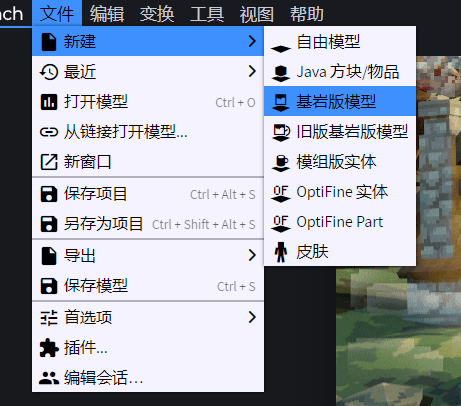 nch 文件 编辑 变换 工具 视图 帮助
新建
最近
打开模型 Ctrl + O
从链接打开模型...
新窗口
保存项目 Ctrl + Alt + S
另存为项目 Ctrl + Shift + Alt + S
导出
保存模型 Ctrl + S
首选项
插件...
编辑会话...
自由模型
Java 方块/物品
基岩版模型
旧版基岩版模型
模组版实体
OF OptiFine 实体
OF OptiFine Part
皮肤